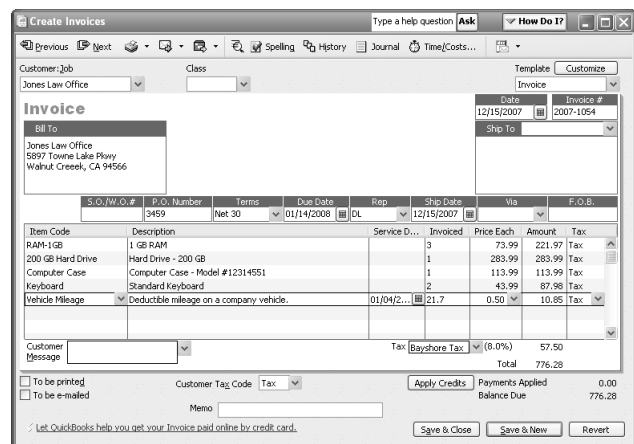 Create Invoices Type a help question Ask How Do I?
Previous Next Spelling History Journal Time/Costs...
Customer:Job Class Template Customize
Jones Law Office Invoice
Invoice Date Invoice #
12/15/2007 2007-1054
Bill To Ship To
Jones Law Office
5897 Towne Lake Pkwy
Walnut Creeek, CA 94566
S.O./W.O.# P.O. Number Terms Due Date Rep Ship Date Via F.O.B.
3459 Net 30 01/14/2008 DL 12/15/2007
Item Code Description Service D... Invoiced Price Each Amount Tax
RAM-1GB 1 GB RAM 3 73.99 221.97 Tax
200 GB Hard Drive Hard Drive - 200 GB 1 283.99 283.99 Tax
Computer Case Computer Case - Model #12314551 1 113.99 113.99 Tax
Keyboard Standard Keyboard 2 43.99 87.98 Tax
Vehicle Mileage Deductible mileage on a company vehicle. 01/04/2... 21.7 0.50 10.85 Tax
Customer Message Tax Bayshore Tax (8.0%) 57.50
Total 776.28
To be printed Customer Tax Code Tax Apply Credits Payments Applied 0.00
To be e-mailed Balance Due 776.28
Memo
Let QuickBooks help you get your Invoice paid online by credit card. Save & Close Save & New Revert